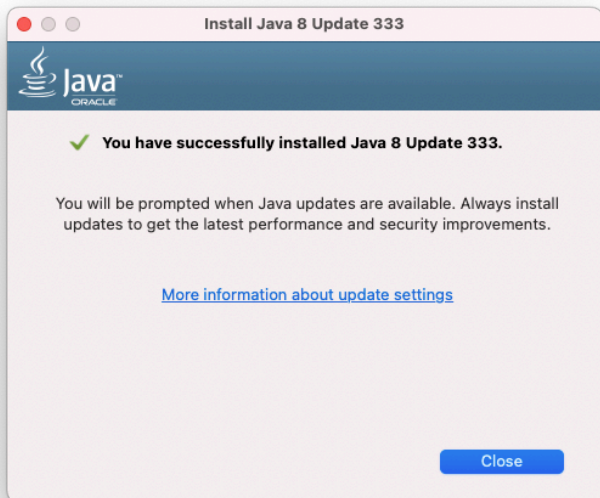 Install Java 8 Update 333
Java™
ORACLE
You have successfully installed Java 8 Update 333.
You will be prompted when Java updates are available. Always install
updates to get the latest performance and security improvements.
More information about update settings
Close